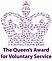 The Queen's Award
for Voluntary Service